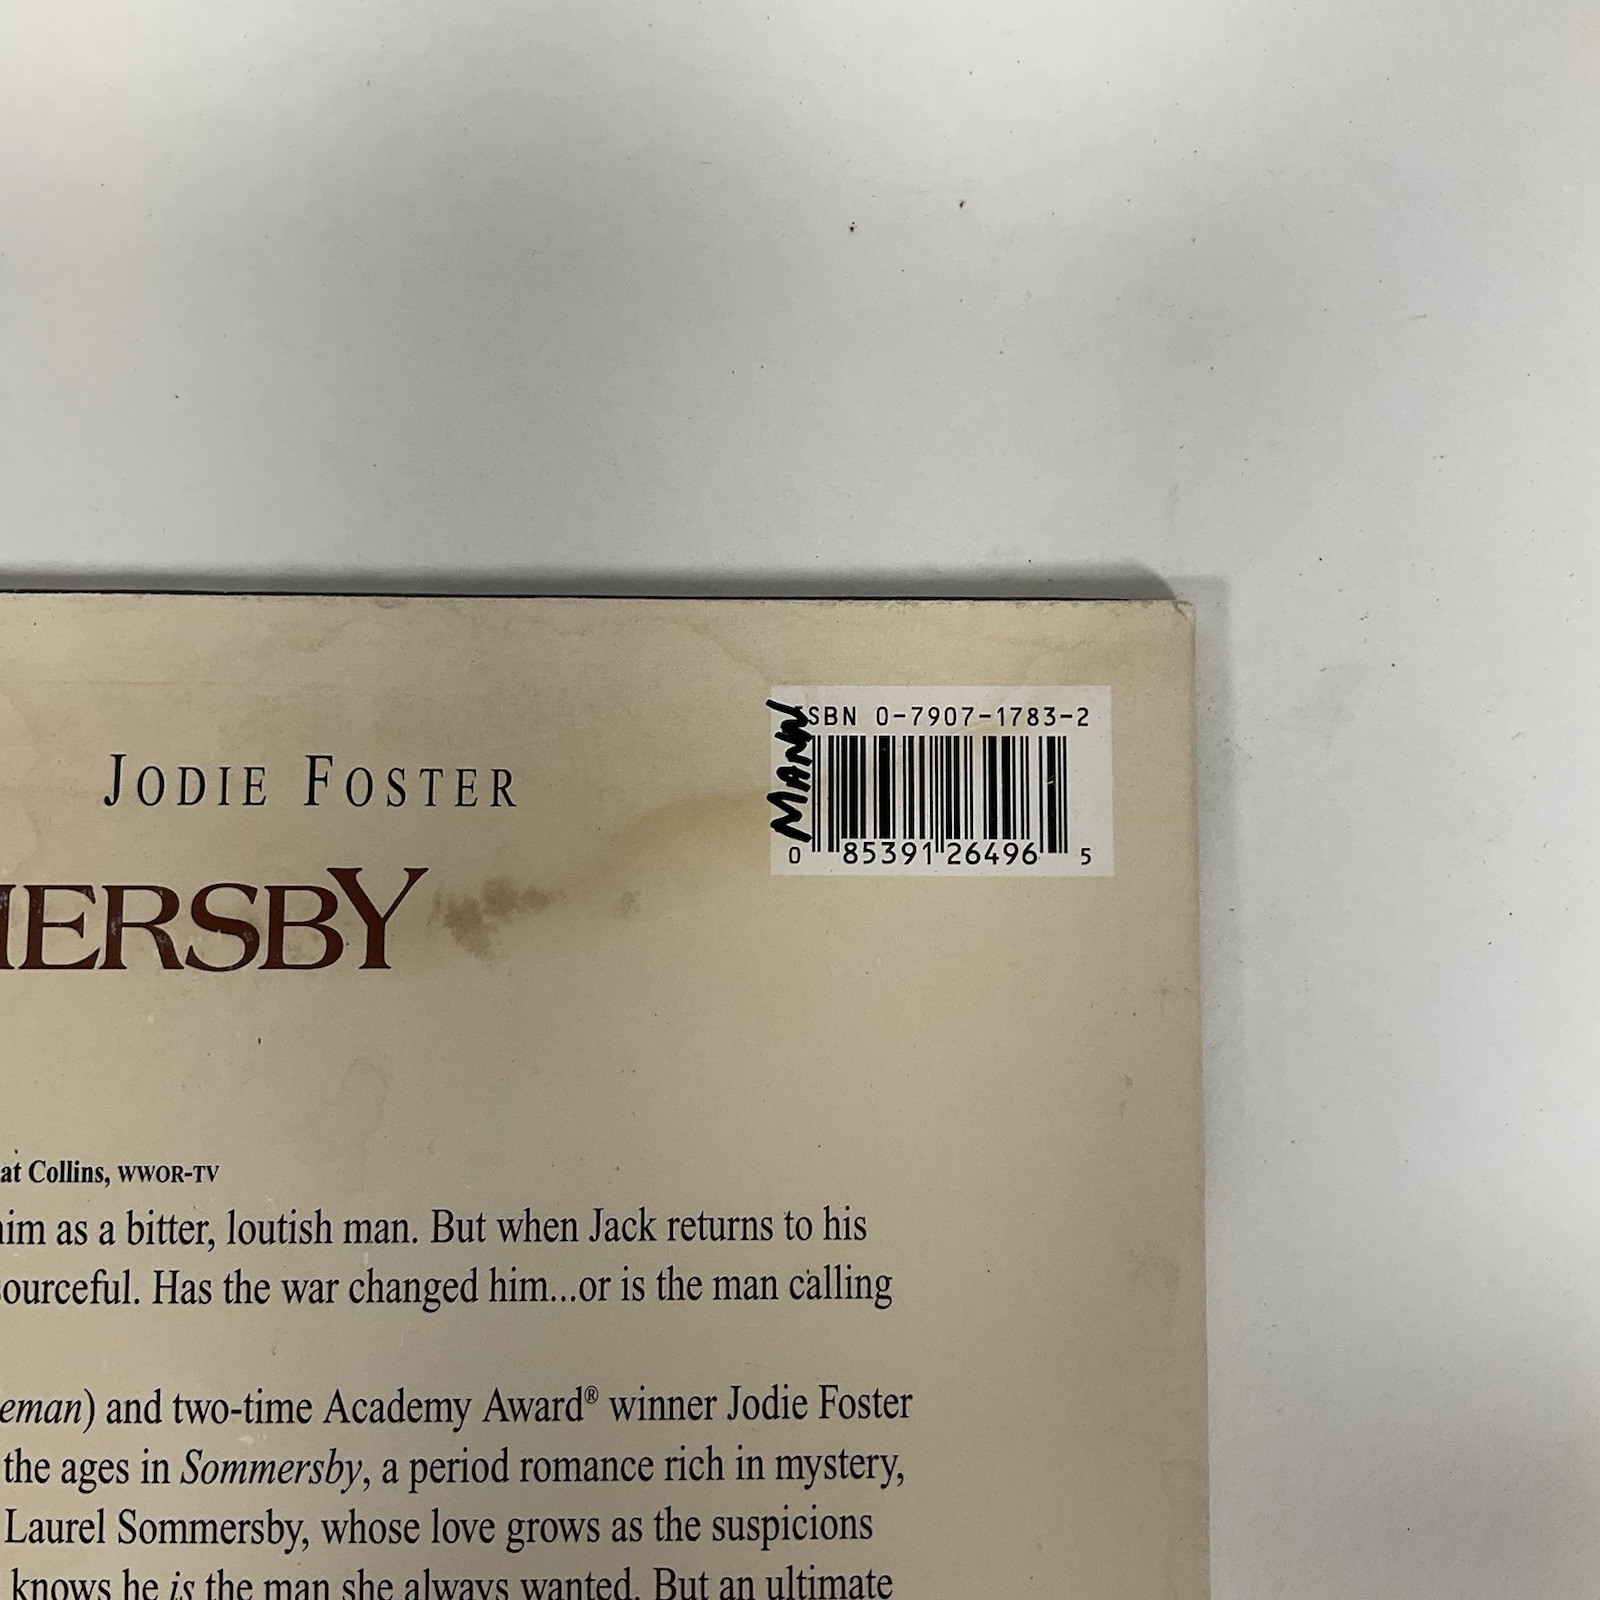 ISBN 0-7907-1783-2
MANN
0 85391 26496 5
JODIE FOSTER
MERSBY
at Collins, WWOR-TV
him as a bitter, loutish man. But when Jack returns to his
sourceful. Has the war changed him...or is the man calling
eman) and two-time Academy Award® winner Jodie Foster
the ages in Sommersby, a period romance rich in mystery,
Laurel Sommersby, whose love grows as the suspicions
knows he is the man she always wanted. But an ultimate